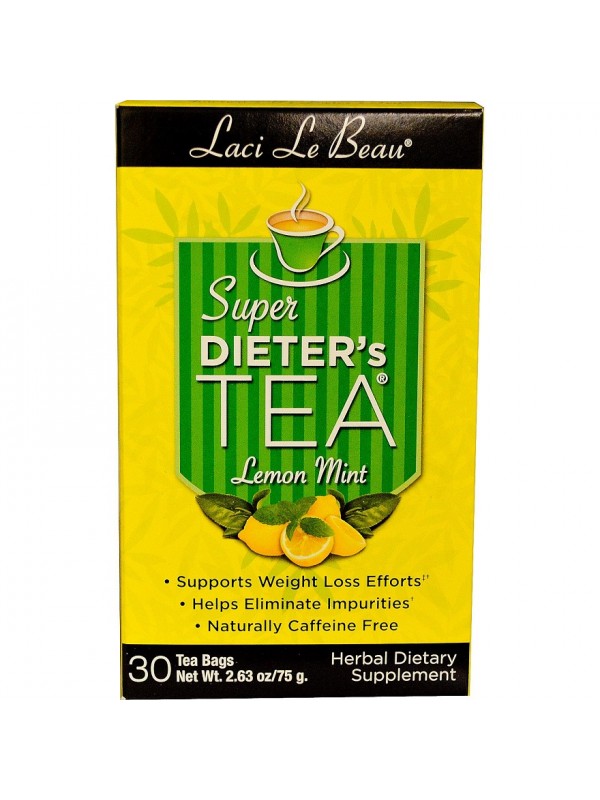 Laci Le Beau®
Super
DIETER's
TEA®
Lemon Mint
• Supports Weight Loss Efforts‡†
• Helps Eliminate Impurities†
• Naturally Caffeine Free
30 Tea Bags
Net Wt. 2.63 oz/75 g.
Herbal Dietary
Supplement